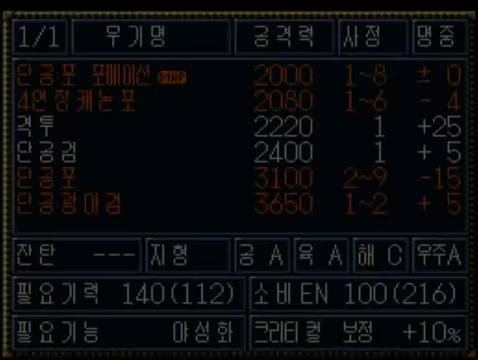 1/1 무기명 공격력 사정 명중
단공포 포메이션 MAP 2000 1~8 ± 0
4연장캐논포 2080 1~6 - 4
격투 2220 1 +25
단공검 2400 1 + 5
단공포 3100 2~9 -15
단공광아검 3650 1~2 + 5
잔탄 --- 지형 공 A 육 A 해 C 우주A
필요기력 140(112) 소비EN 100(216)
필요기능 야성화 크리티컬 보정 +10%